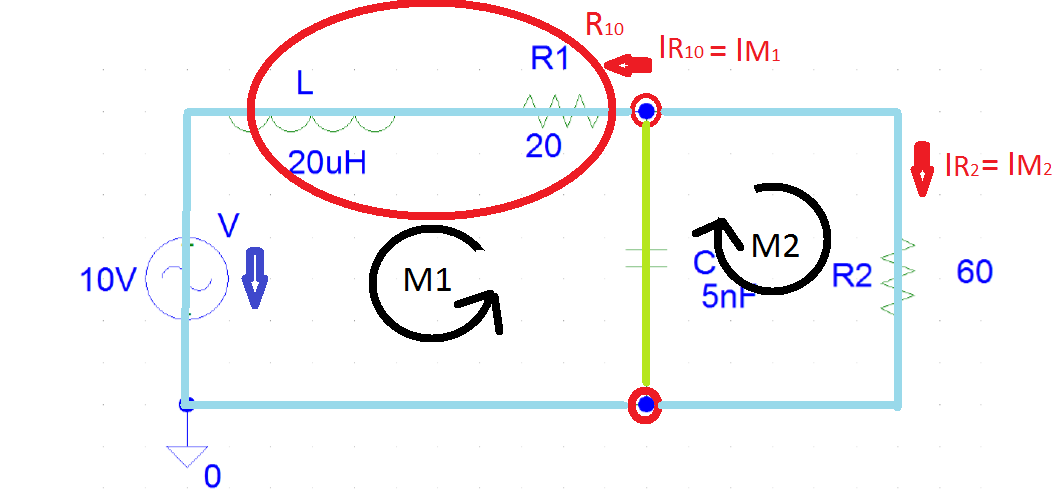 R10
R1
IR10 = IM1
L
20
20uH
IR2= IM2
V
M2
10V
M1
C
R2
60
5nF
0